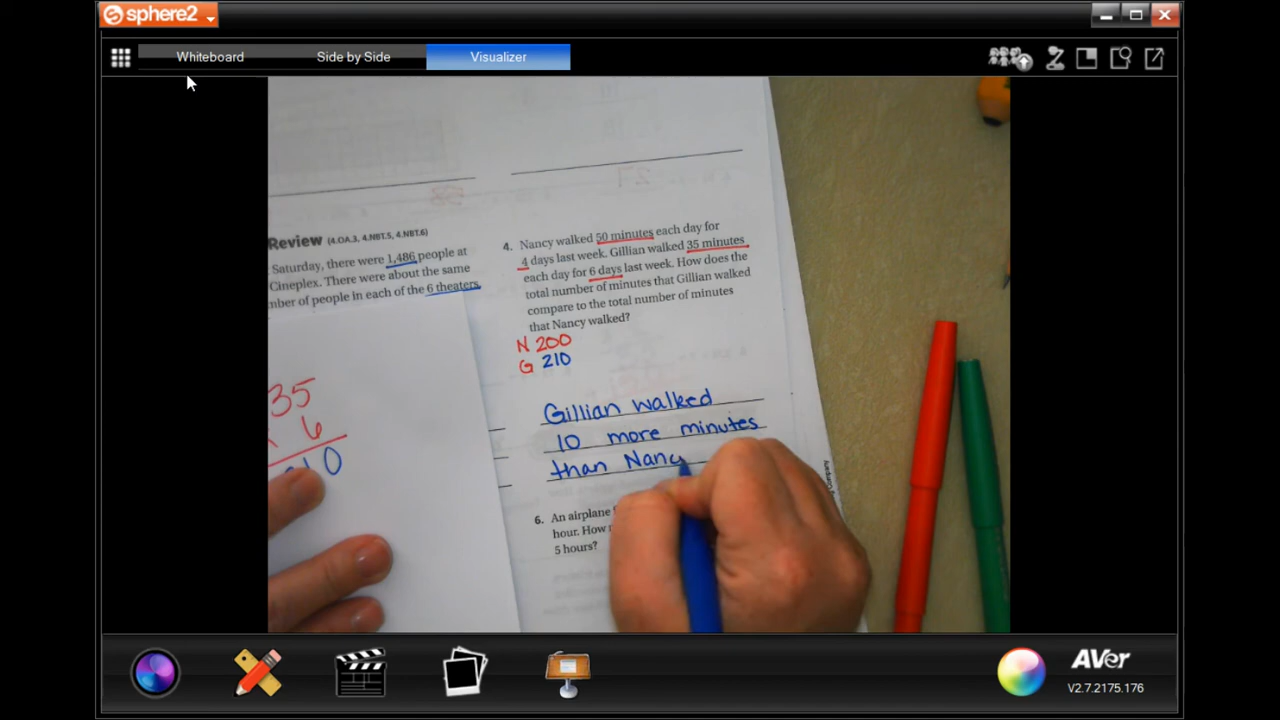 sphere2
Whiteboard
Side by Side
Visualizer
Review (4.OA.3, 4.NBT.5, 4.NBT.6)
Saturday, there were 1,486 people at
Cineplex. There were about the same
mber of people in each of the 6 theaters.
35
6
10
4. Nancy walked 50 minutes each day for
4 days last week. Gillian walked 35 minutes
each day for 6 days last week. How does the
total number of minutes that Gillian walked
compare to the total number of minutes
that Nancy walked?
N 200
G 210
Gillian walked
10 more minutes
than Nancy
6. An airplane
hour. How
5 hours?
AVer
V2.7.2175.176